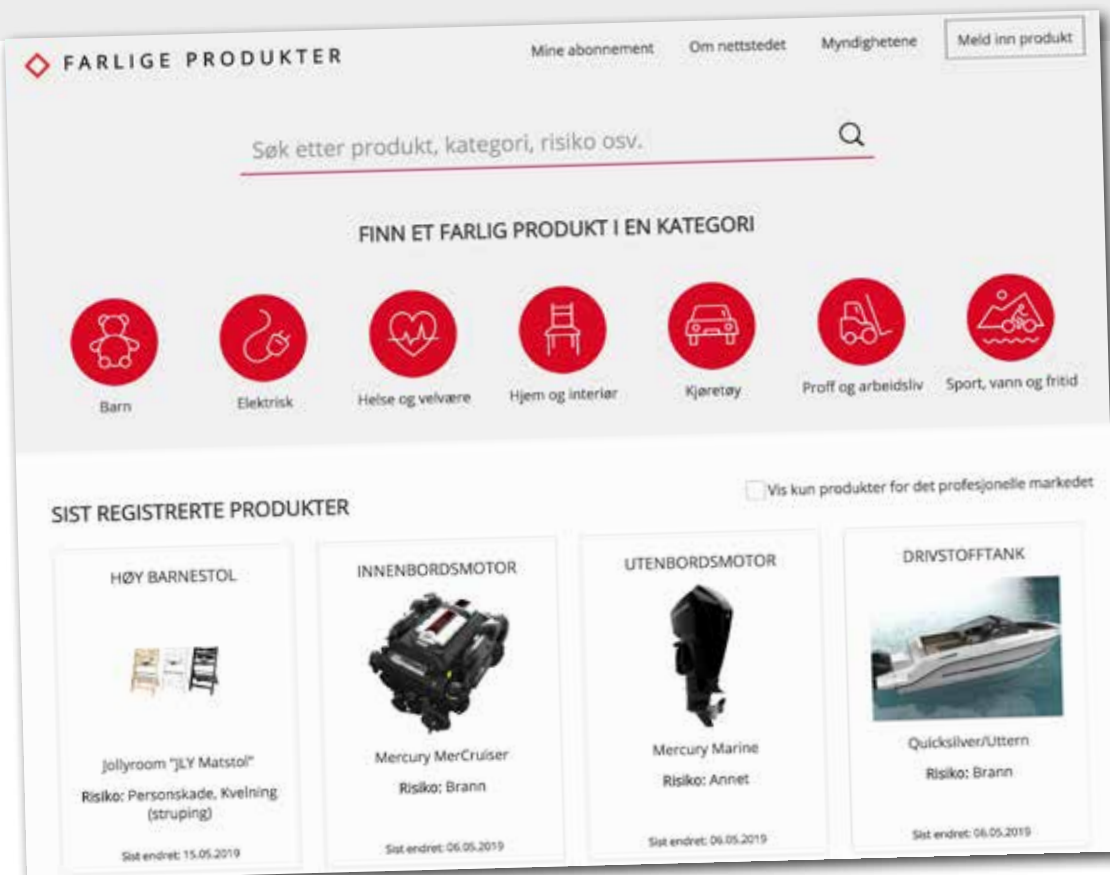 FARLIGE PRODUKTER
Mine abonnement
Om nettstedet
Myndighetene
Meld inn produkt
Søk etter produkt, kategori, risiko osv.
FINN ET FARLIG PRODUKT I EN KATEGORI
Barn
Elektrisk
Helse og velvære
Hjem og interiør
Kjøretøy
Proff og arbeidsliv
Sport, vann og fritid
SIST REGISTRERTE PRODUKTER
Vis kun produkter for det profesjonelle markedet
HØY BARNESTOL
Jollyroom "JLY Matstol"
Risiko: Personskade, Kvelning
(struping)
Sist endret: 15.05.2019
INNENBORDSMOTOR
Mercury MerCruiser
Risiko: Brann
Sist endret: 06.05.2019
UTENBORDSMOTOR
Mercury Marine
Risiko: Annet
Sist endret: 06.05.2019
DRIVSTOFFTANK
Quicksilver/Uttern
Risiko: Brann
Sist endret: 06.05.2019